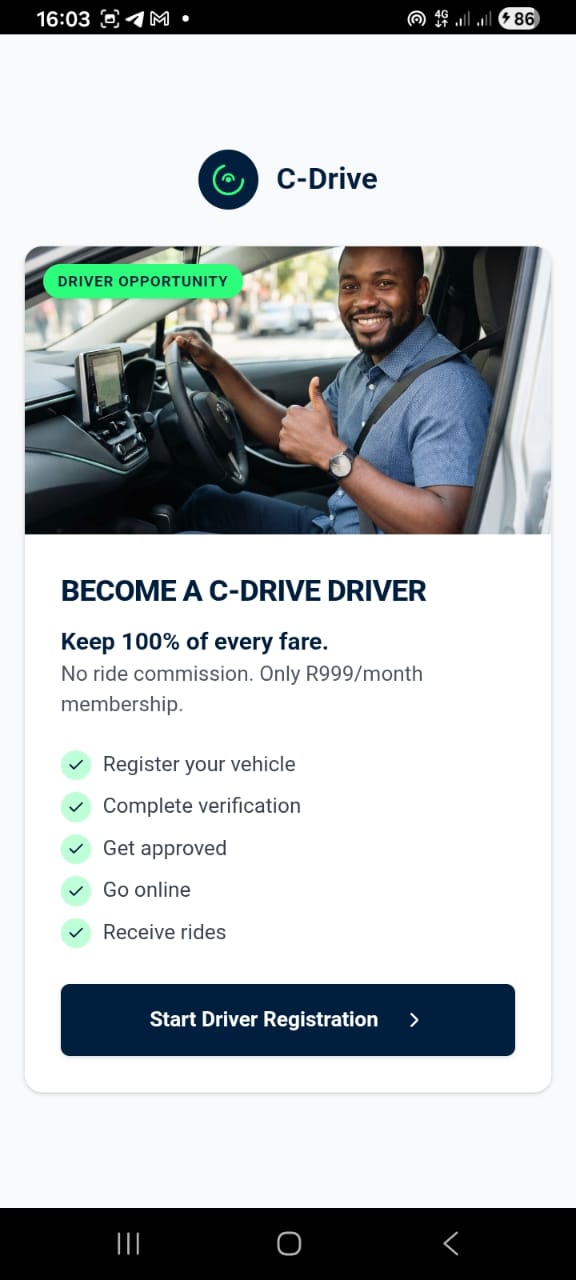 16:03
4G
86
C-Drive
DRIVER OPPORTUNITY
BECOME A C-DRIVE DRIVER
Keep 100% of every fare.
No ride commission. Only R999/month
membership.
Register your vehicle
Complete verification
Get approved
Go online
Receive rides
Start Driver Registration